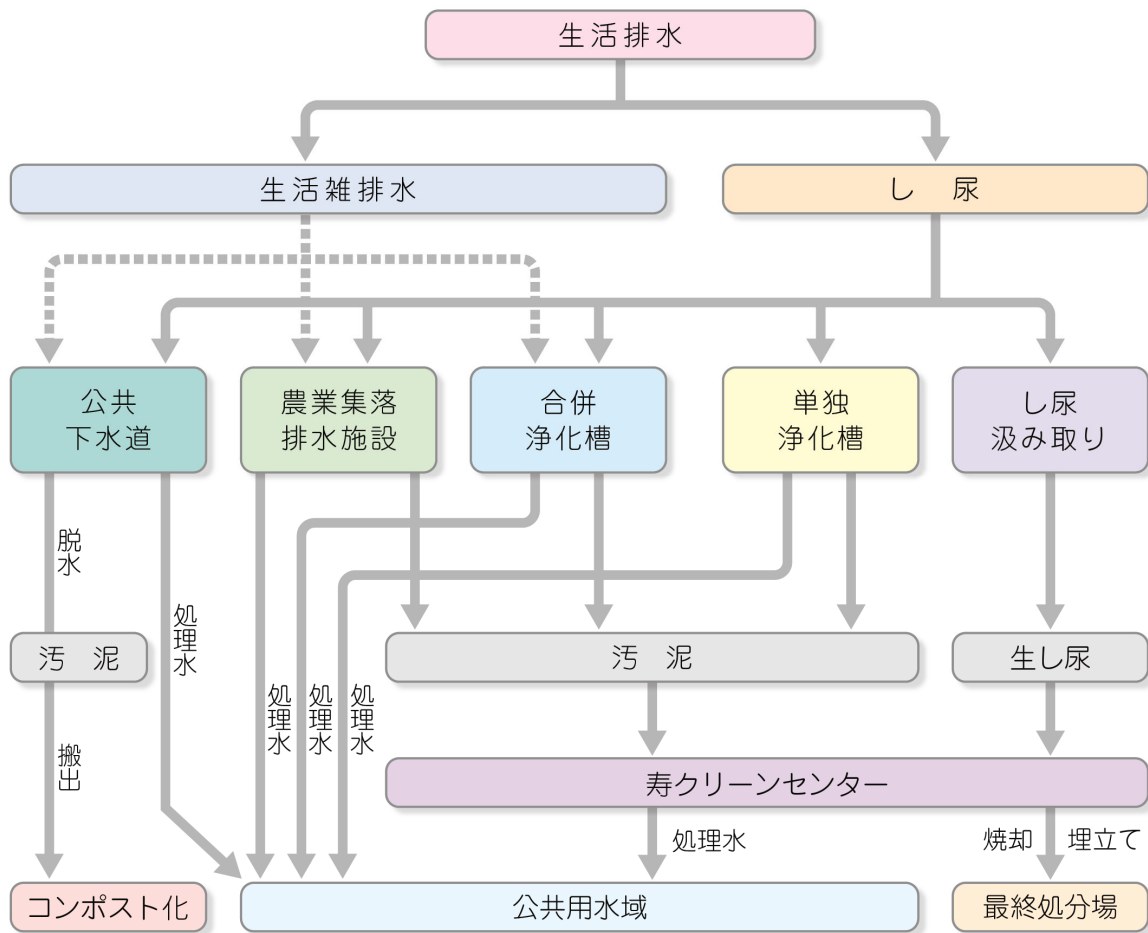 生活排水
生活雑排水
し 尿
公共
下水道
農業集落
排水施設
合併
浄化槽
単独
浄化槽
し尿
汲み取り
脱水
処理水
汚 泥
汚 泥
生し尿
処理水
処理水
処理水
搬出
寿クリーンセンター
処理水
焼却
埋立て
コンポスト化
公共用水域
最終処分場